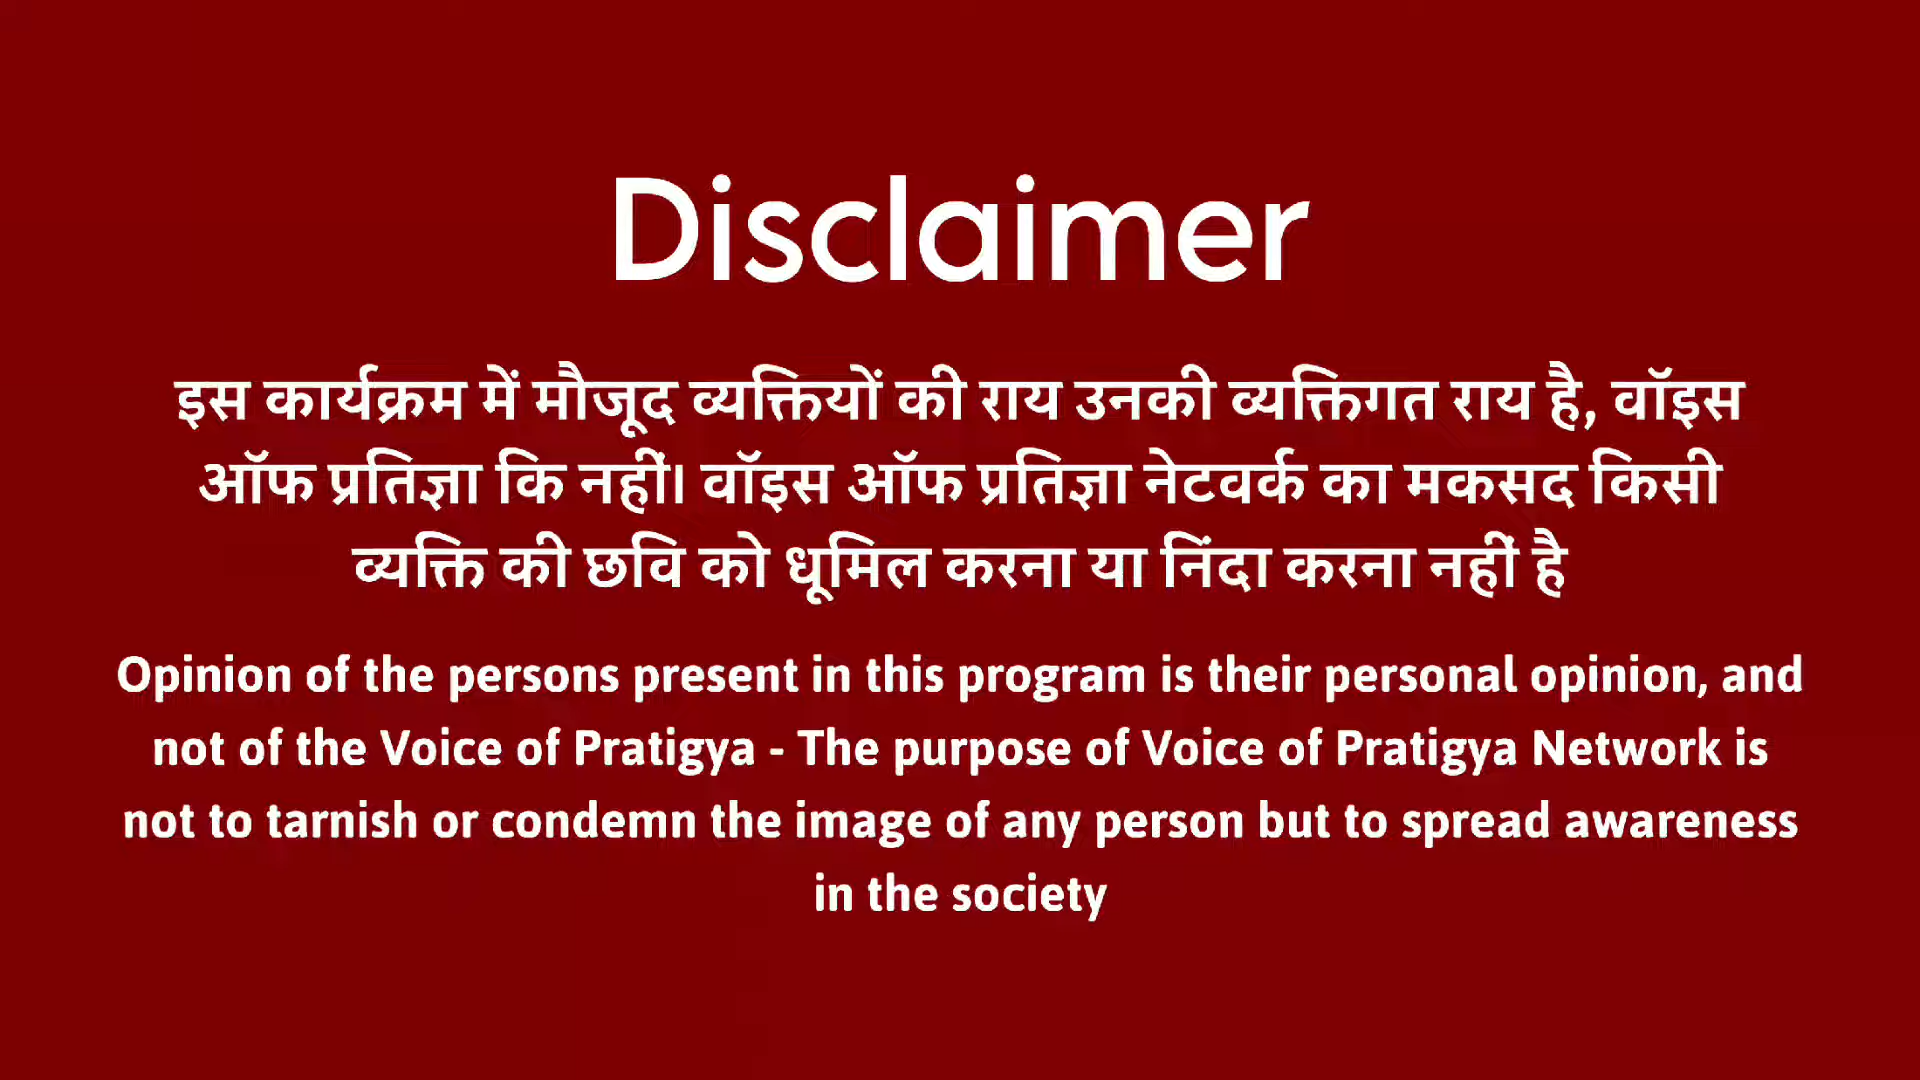 Disclaimer
इस कार्यक्रम में मौजूद व्यक्तियों की राय उनकी व्यक्तिगत राय है, वॉइस
ऑफ प्रतिज्ञा कि नहीं। वॉइस ऑफ प्रतिज्ञा नेटवर्क का मकसद किसी
व्यक्ति की छवि को धूमिल करना या निंदा करना नहीं है
Opinion of the persons present in this program is their personal opinion, and
not of the Voice of Pratigya - The purpose of Voice of Pratigya Network is
not to tarnish or condemn the image of any person but to spread awareness
in the society